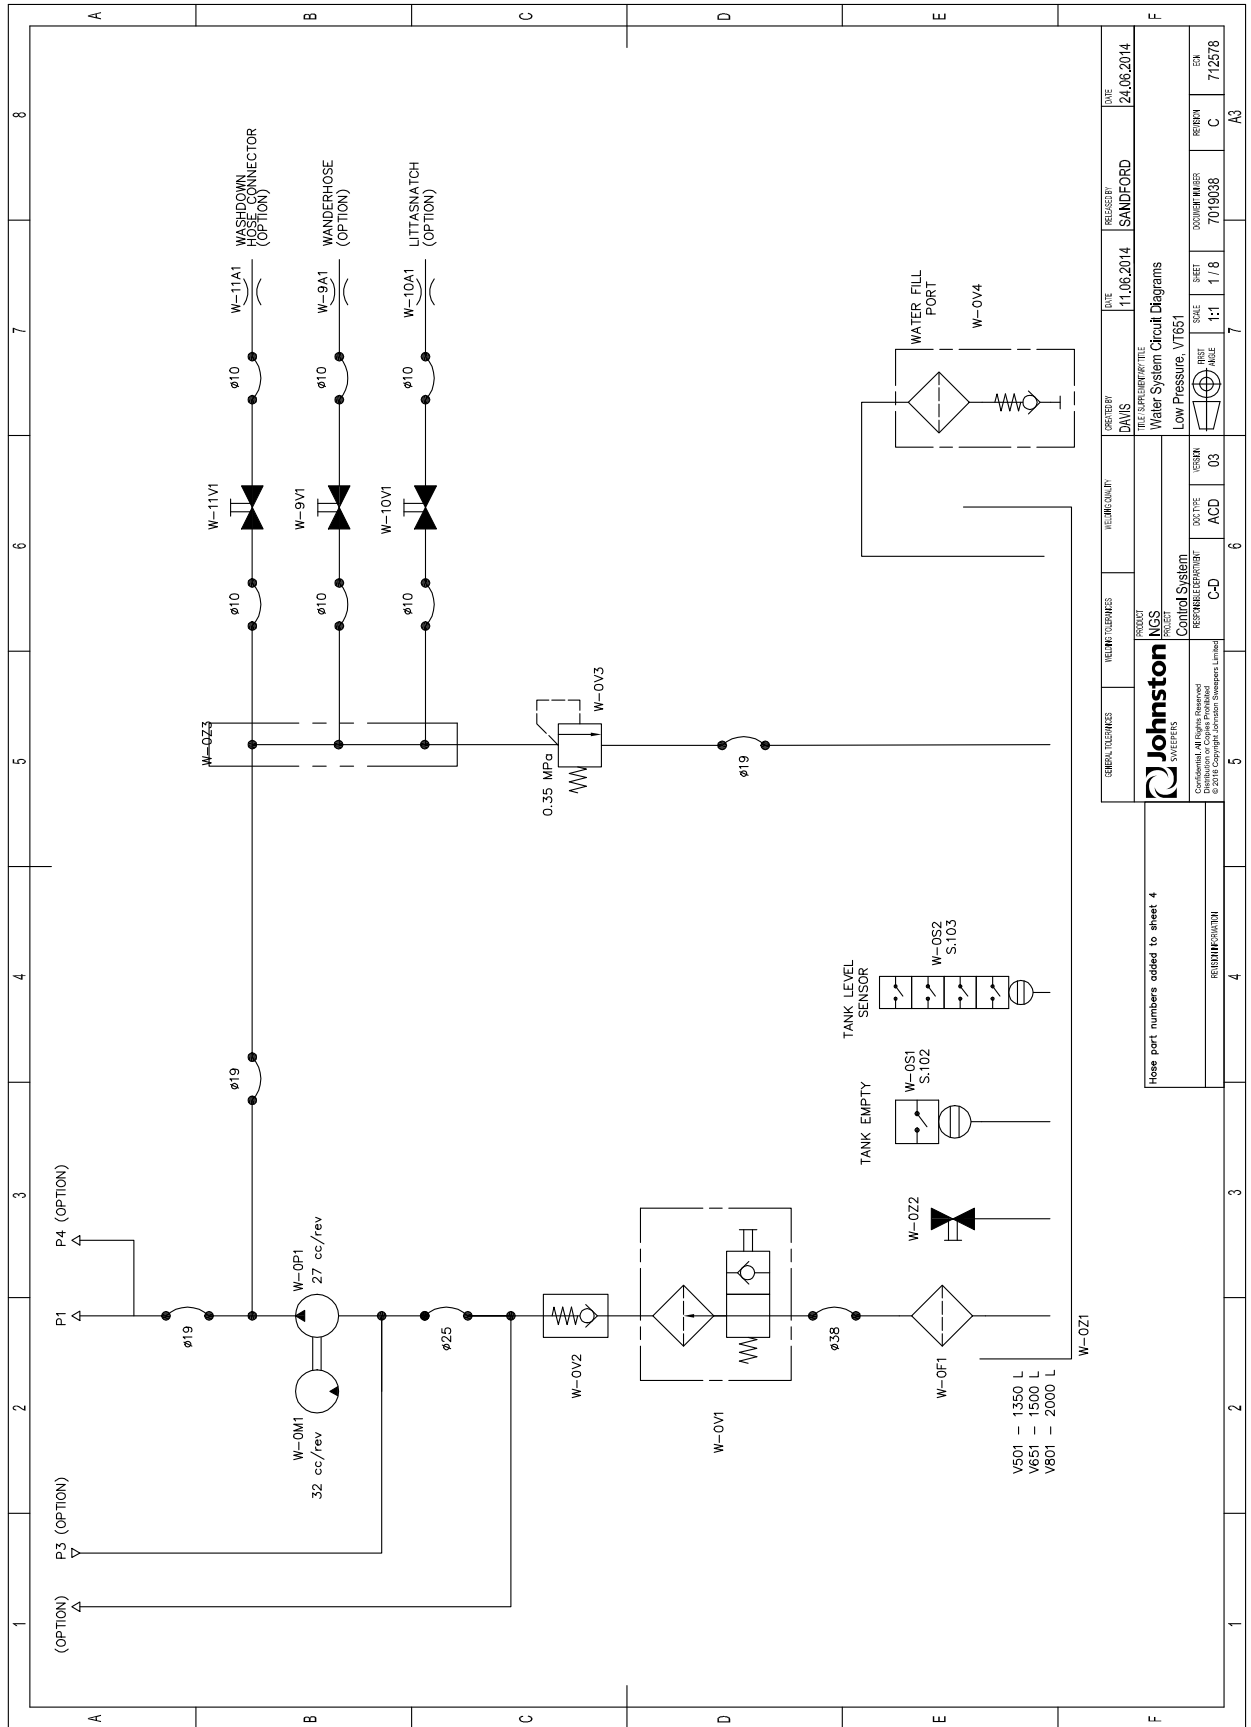 1
2
3
4
5
6
7
8
A
B
C
D
E
F
(OPTION)
P3 (OPTION)
P1
P4 (OPTION)
ø19
W-0M1
32 cc/rev
W-0P1
27 cc/rev
ø25
W-0V2
W-0V1
ø38
W-0F1
V501 - 1350 L
V651 - 1500 L
V801 - 2000 L
W-0Z1
W-0Z2
TANK EMPTY
W-0S1
S.102
TANK LEVEL
SENSOR
W-0S2
S.103
ø19
W-0Z3
0.35 MPa
W-0V3
ø19
ø10
W-11V1
ø10
W-11A1
WASHDOWN
HOSE CONNECTOR
(OPTION)
ø10
W-9V1
ø10
W-9A1
WANDERHOSE
(OPTION)
ø10
W-10V1
ø10
W-10A1
LITTASNATCH
(OPTION)
WATER FILL
PORT
W-0V4
Hose part numbers added to sheet 4
REVISION INFORMATION
GENERAL TOLERANCES
WELDING TOLERANCES
WELDING QUALITY
CREATED BY
DAVIS
DATE
11.06.2014
RELEASED BY
SANDFORD
DATE
24.06.2014
Johnston
SWEEPERS
Confidential. All Rights Reserved
Distribution or Copies Prohibited
© 2016 Copyright Johnston Sweepers Limited
PRODUCT
NGS
PROJECT
Control System
TITLE / SUPPLEMENTARY TITLE
Water System Circuit Diagrams
Low Pressure, VT651
RESPONSIBLE DEPARTMENT
C-D
DOC TYPE
ACD
VERSION
03
FIRST
ANGLE
SCALE
1:1
SHEET
1 / 8
DOCUMENT NUMBER
7019038
REVISION
C
ECN
712578
A
B
C
D
E
F
1
2
3
4
5
6
7
A3